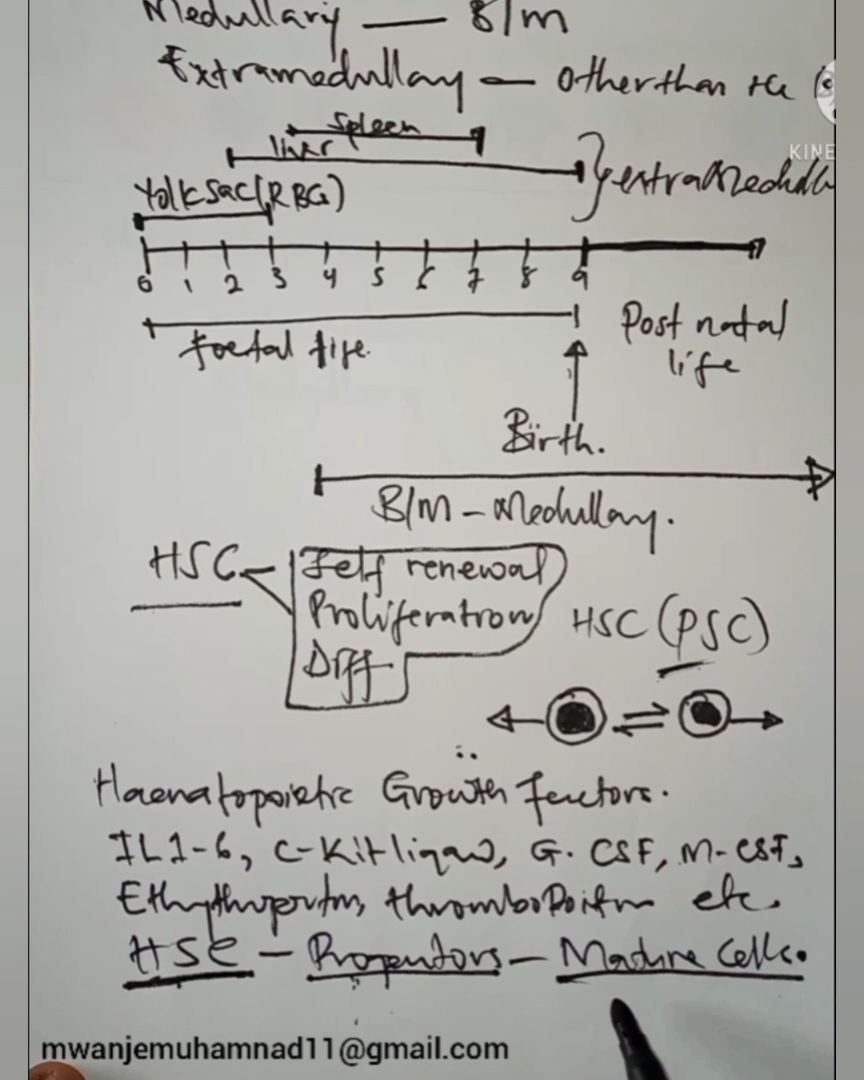 Medullary — B/m
Extramedullay — Other than the
Spleen
liver
KINE
} extramedull
Yolk Sac (RBC)
0 1 2 3 4 5 6 7 8 9
Foetal life.
Post natal
life
Birth.
B/M - Medullary.
HSC
Self renewal
Proliferation
Diff
HSC (PSC)
Haematopoietic Growth factors.
IL1-6, C-Kit ligand, G. CSF, M-CSF,
thrombopoitin etc.
HSC — Progenitors — Mature Cells.
mwanjemuhamnad11@gmail.com